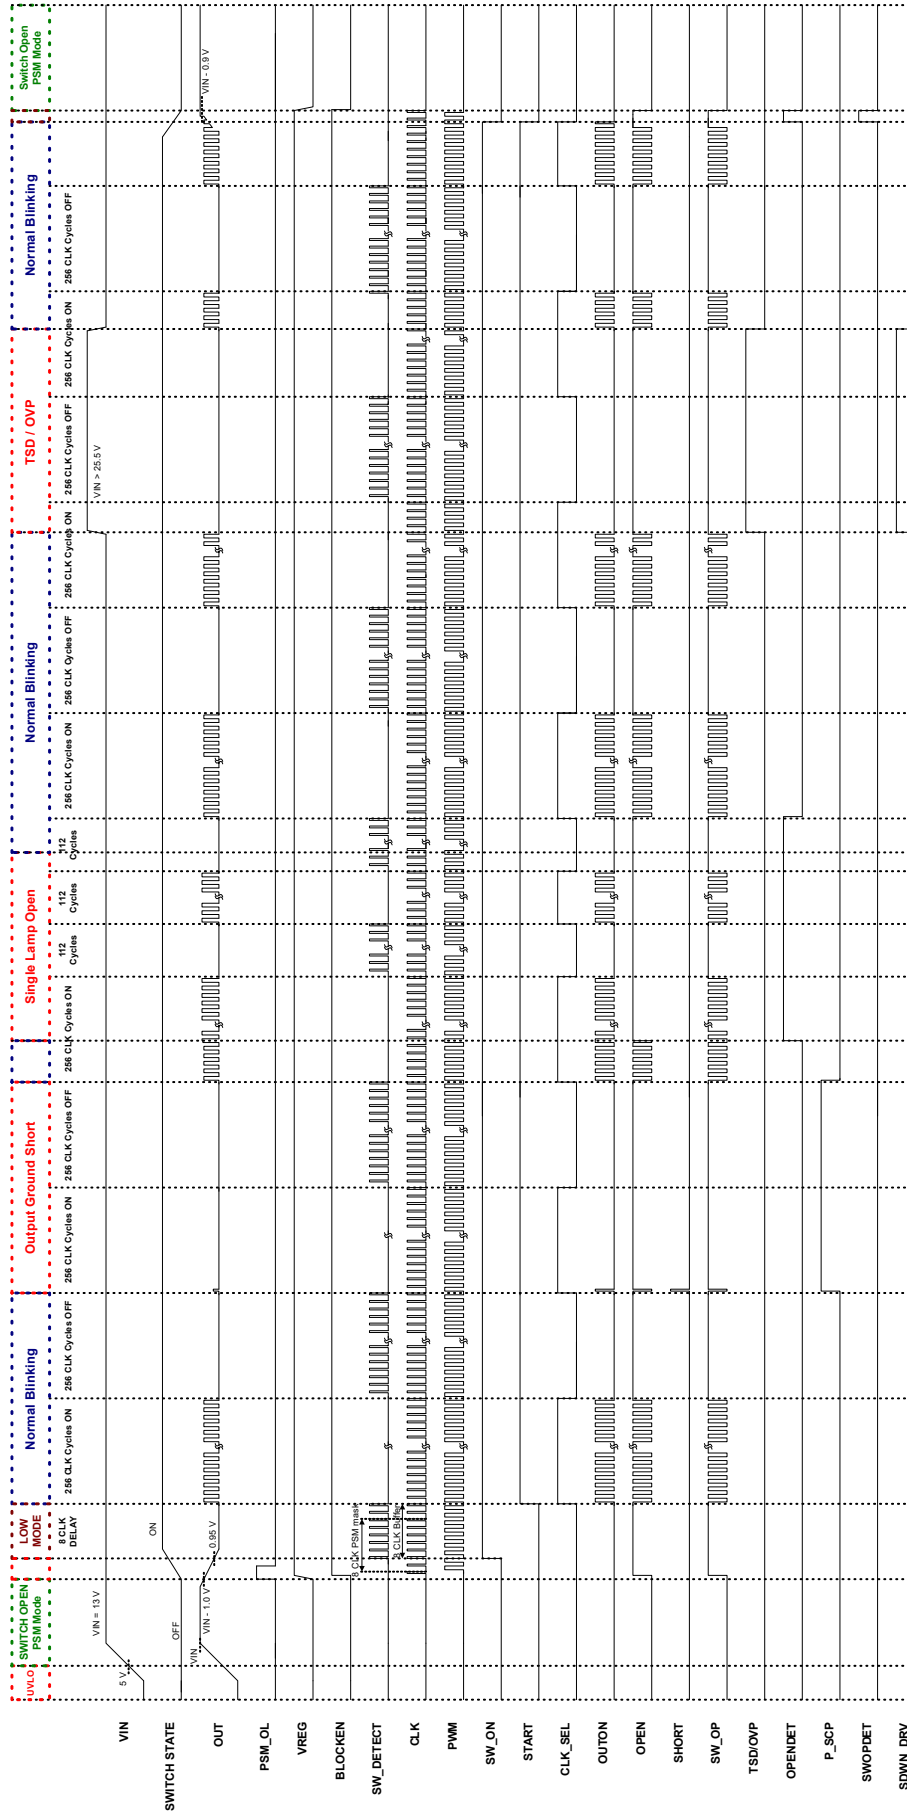 UVLO
SWITCH OPEN
PSM Mode
LOW
MODE
Normal Blinking
Output Ground Short
Single Lamp Open
Normal Blinking
TSD / OVP
Normal Blinking
Switch Open
PSM Mode
8 CLK
DELAY
256 CLK Cycles ON
256 CLK Cycles OFF
256 CLK Cycles ON
256 CLK Cycles OFF
256 CLK Cycles ON
112
Cycles
112
Cycles
112
Cycles
256 CLK Cycles ON
256 CLK Cycles OFF
256 CLK Cycles ON
256 CLK Cycles OFF
256 CLK Cycles ON
256 CLK Cycles OFF
VIN
5 V
VIN = 13 V
VIN > 25.5 V
SWITCH STATE
OFF
ON
OUT
VIN
VIN - 1.0 V
0.95 V
VIN - 0.9 V
PSM_OL
VREG
BLOCKEN
8 CLK PSM mask
SW_DETECT
8 CLK Buffer
CLK
PWM
SW_ON
START
CLK_SEL
OUTON
OPEN
SHORT
SW_OP
TSD/OVP
OPENDET
P_SCP
SWOPDET
SDWN_DRV